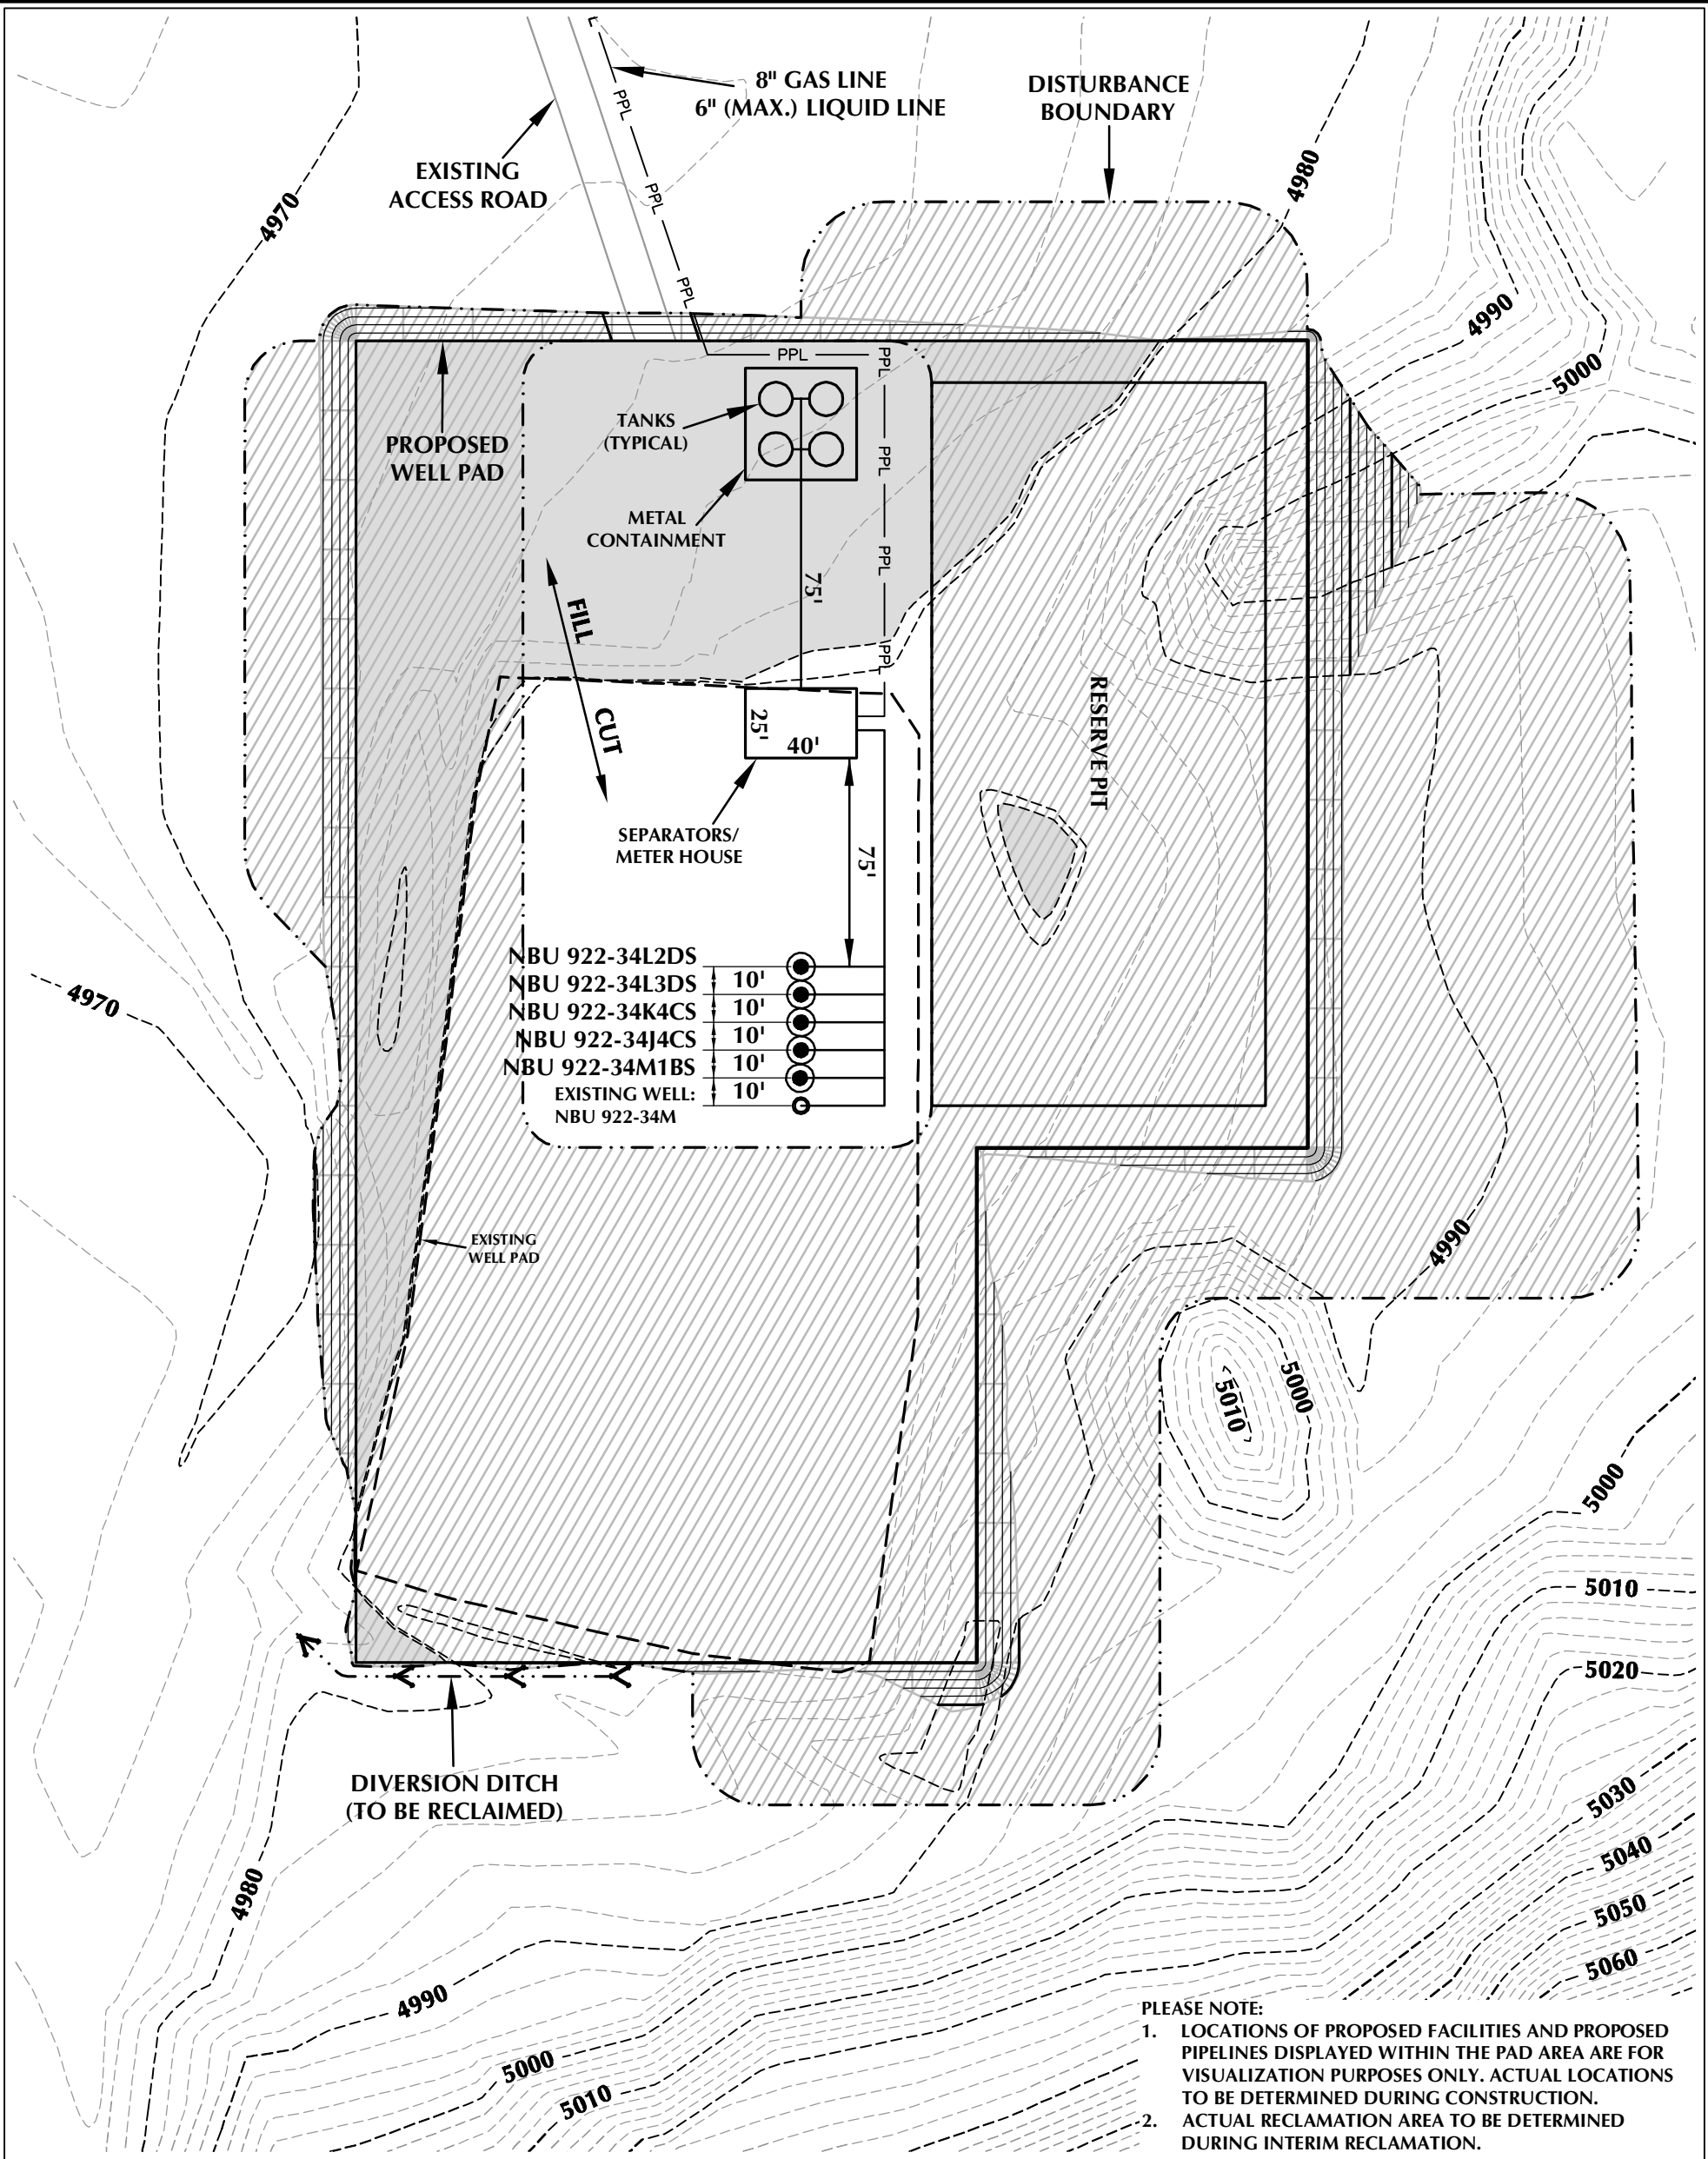 8" GAS LINE
6" (MAX.) LIQUID LINE
DISTURBANCE
BOUNDARY
PPL
EXISTING
ACCESS ROAD
PPL
4980
4970
PPL
4990
PPL
PPL
5000
TANKS
(TYPICAL)
PROPOSED
WELL PAD
PPL
METAL
CONTAINMENT
PPL
75'
FILL
PPL
CUT
25'
40'
RESERVE PIT
SEPARATORS/
METER HOUSE
75'
NBU 922-34L2DS
NBU 922-34L3DS
NBU 922-34K4CS
NBU 922-34J4CS
NBU 922-34M1BS
EXISTING WELL:
NBU 922-34M
10'
10'
10'
10'
10'
4970
EXISTING
WELL PAD
4990
5000
5010
5000
5010
5020
DIVERSION DITCH
(TO BE RECLAIMED)
5030
5040
4980
5050
5060
4990
5000
5010
PLEASE NOTE:
1. LOCATIONS OF PROPOSED FACILITIES AND PROPOSED
PIPELINES DISPLAYED WITHIN THE PAD AREA ARE FOR
VISUALIZATION PURPOSES ONLY. ACTUAL LOCATIONS
TO BE DETERMINED DURING CONSTRUCTION.
2. ACTUAL RECLAMATION AREA TO BE DETERMINED
DURING INTERIM RECLAMATION.